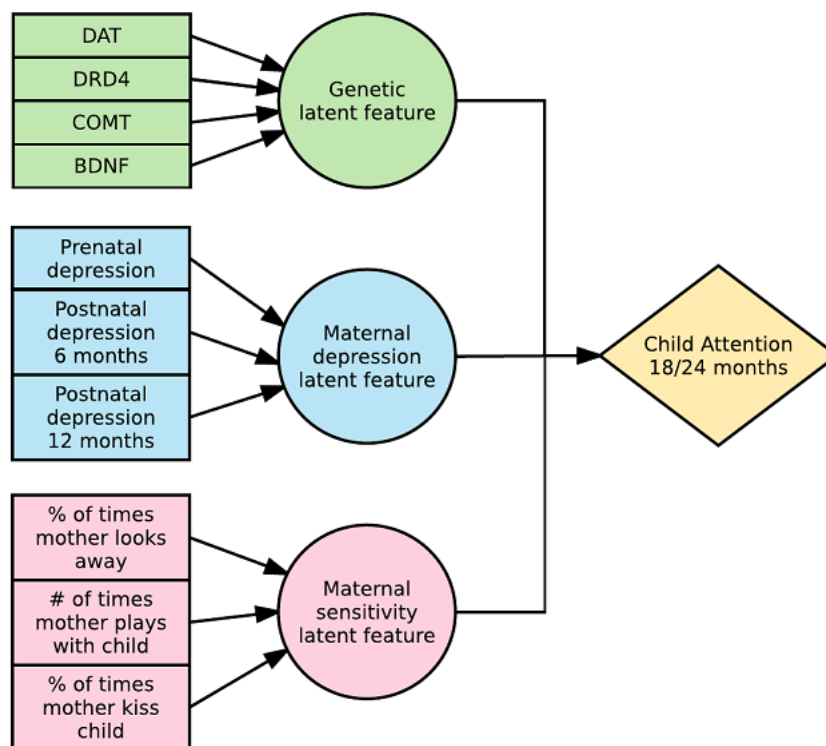 DAT
DRD4
COMT
BDNF
Genetic
latent feature
Prenatal
depression
Postnatal
depression
6 months
Postnatal
depression
12 months
Maternal
depression
latent feature
Child Attention
18/24 months
% of times
mother looks
away
# of times
mother plays
with child
% of times
mother kiss
child
Maternal
sensitivity
latent feature